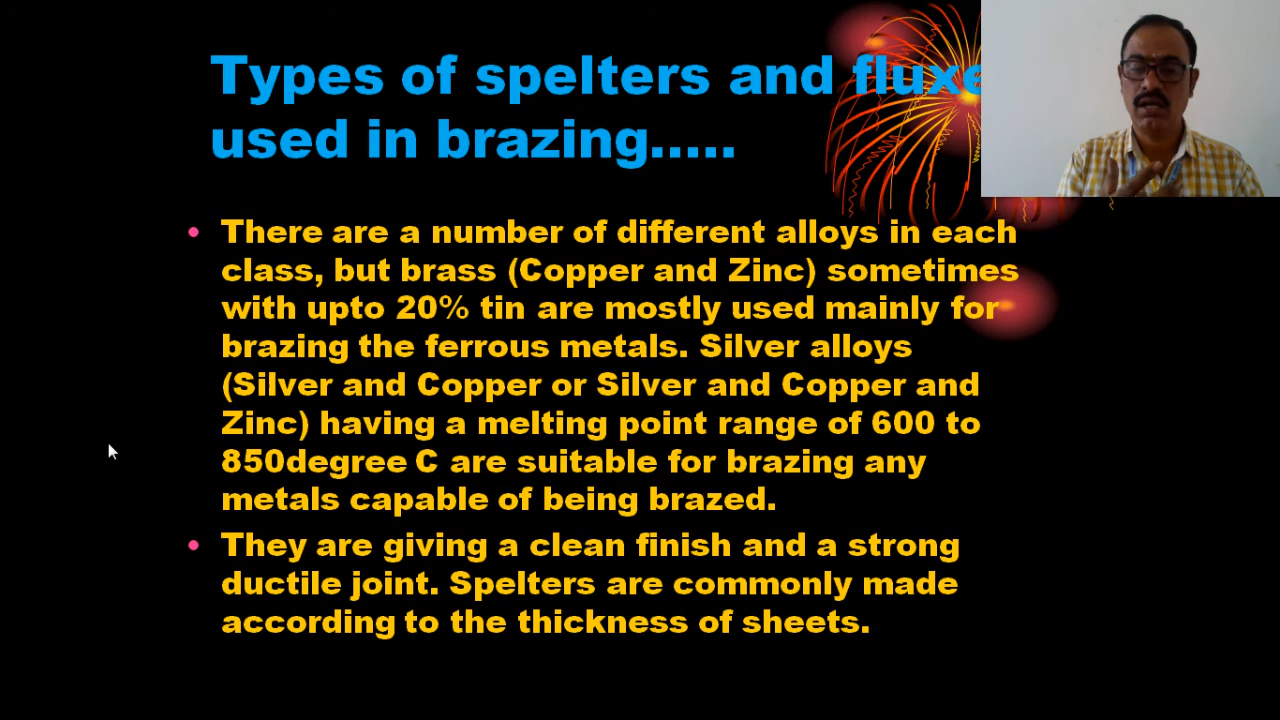 Types of spelters and
used in brazing.....
• There are a number of different alloys in each
class, but brass (Copper and Zinc) sometimes
with upto 20% tin are mostly used mainly for
brazing the ferrous metals. Silver alloys
(Silver and Copper or Silver and Copper and
Zinc) having a melting point range of 600 to
850degree C are suitable for brazing any
metals capable of being brazed.
• They are giving a clean finish and a strong
ductile joint. Spelters are commonly made
according to the thickness of sheets.